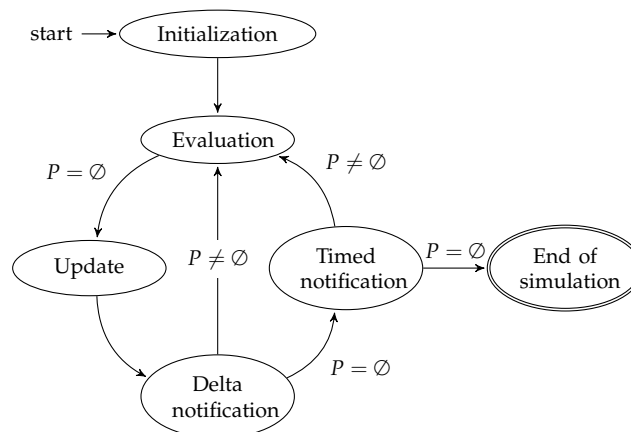 start
Initialization
Evaluation
P = ∅
P ≠ ∅
Update
P ≠ ∅
Timed
notification
P = ∅
End of
simulation
P = ∅
Delta
notification